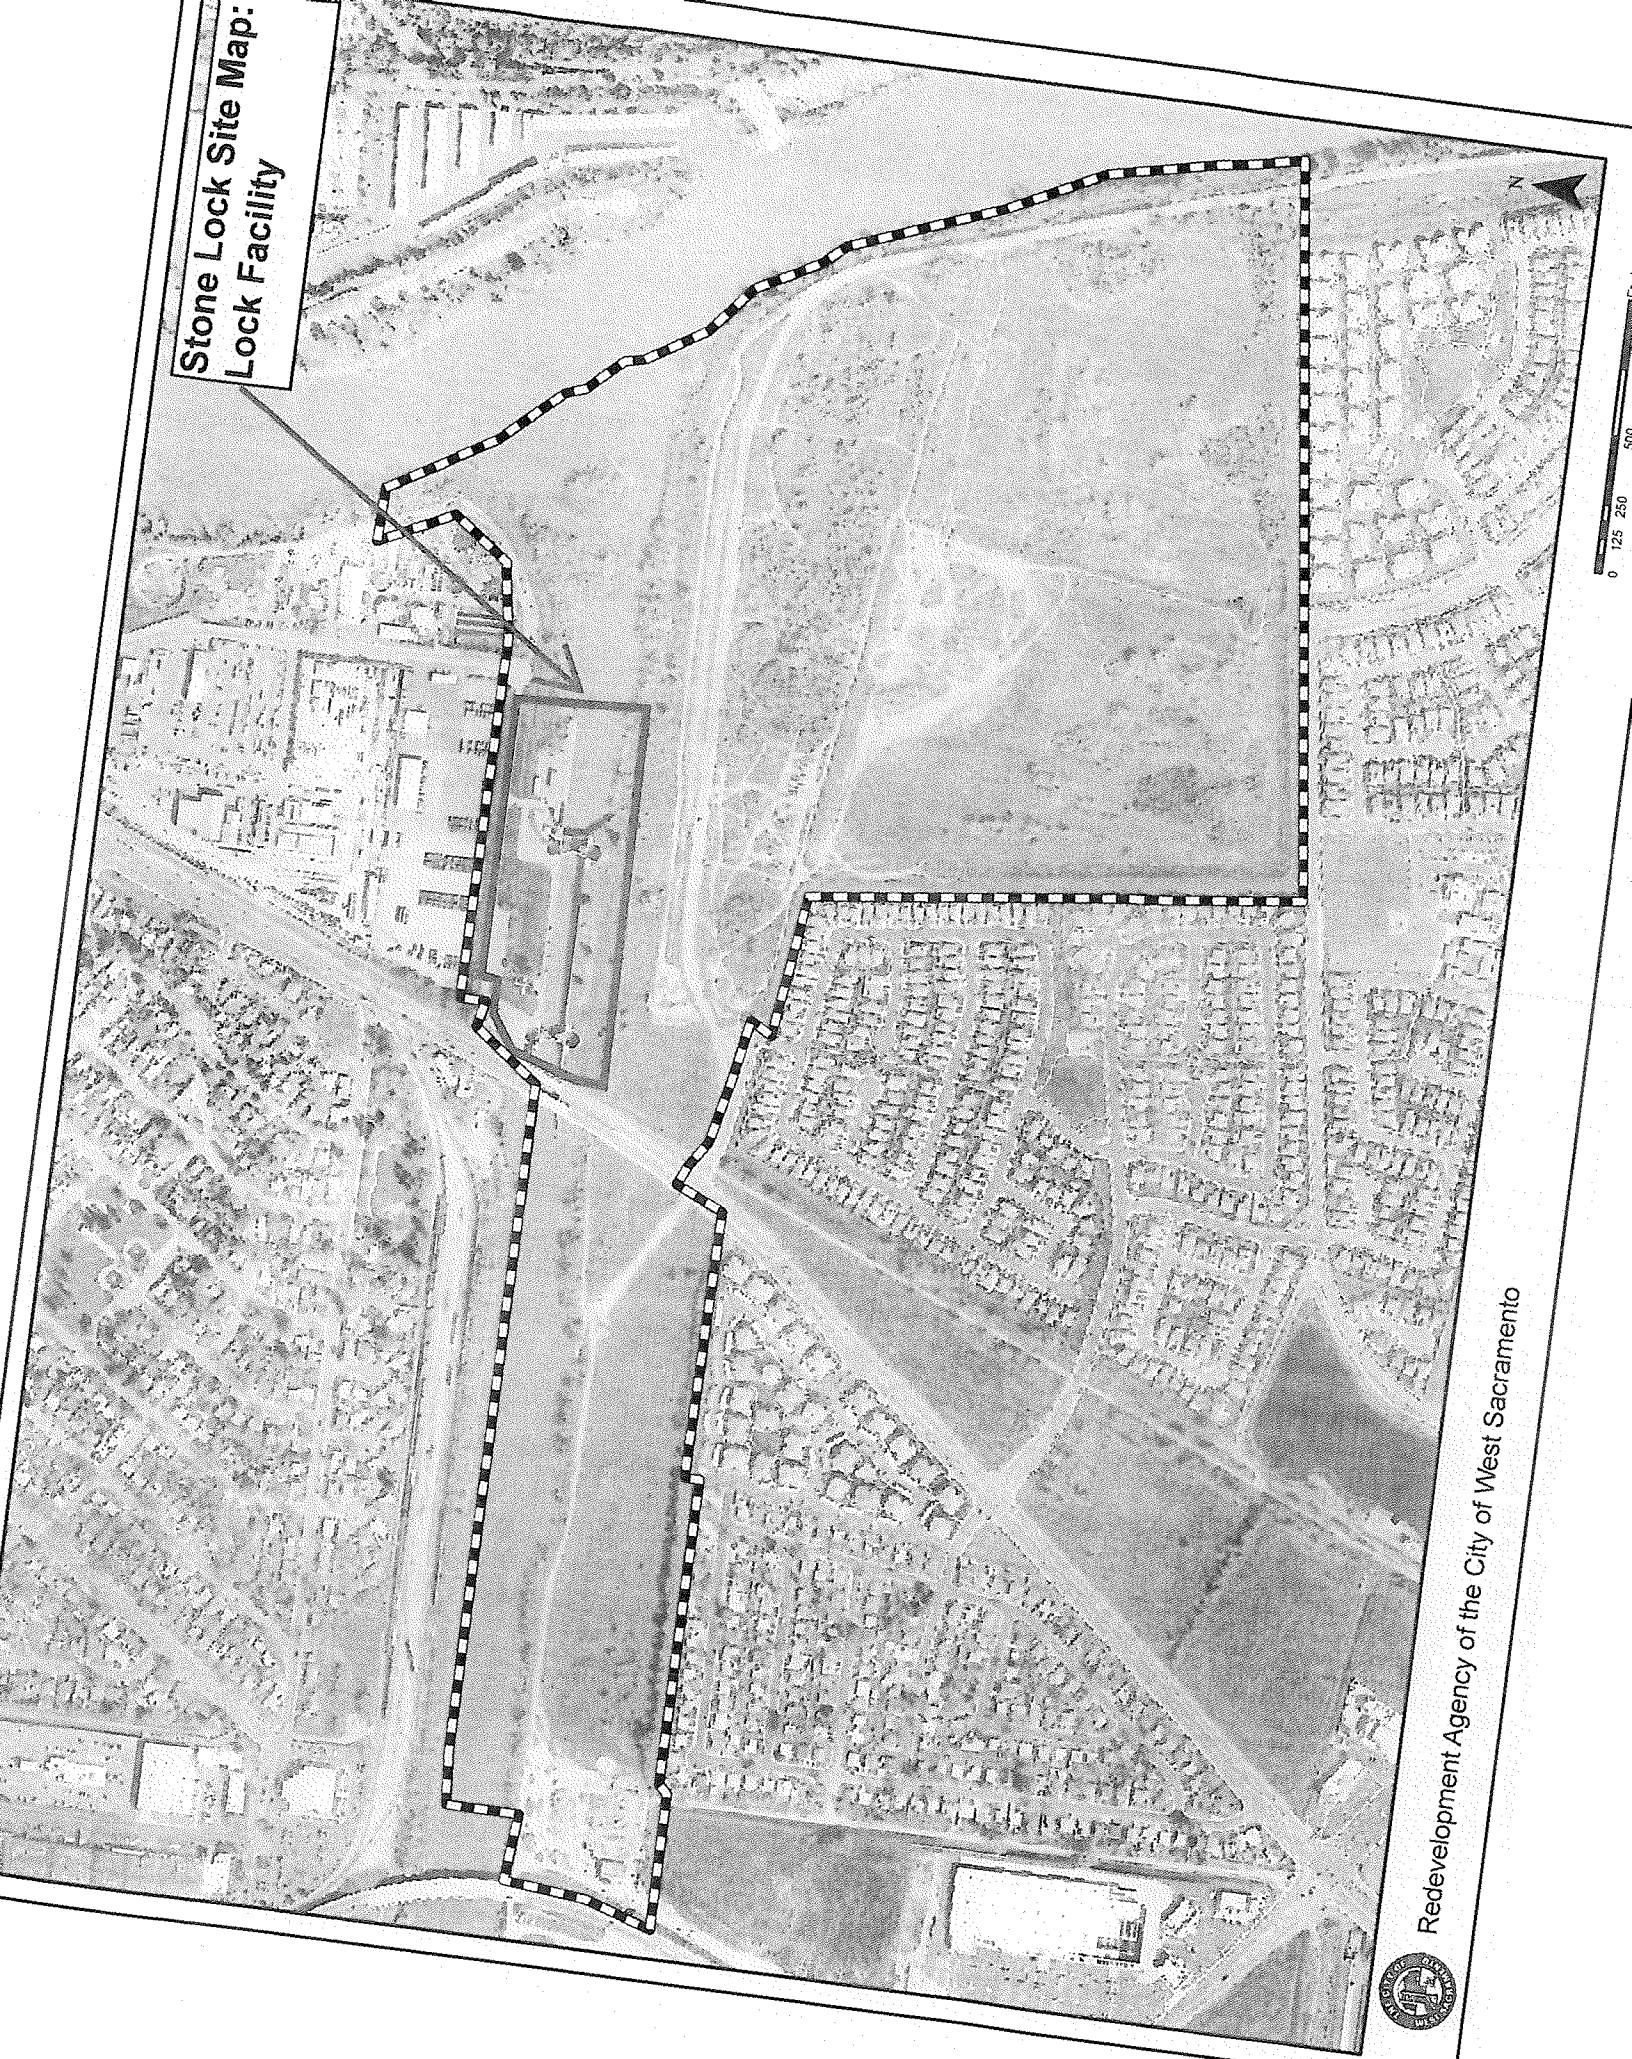 Stone Lock Site Map:
Lock Facility
N
0 125 250 500
Redevelopment Agency of the City of West Sacramento